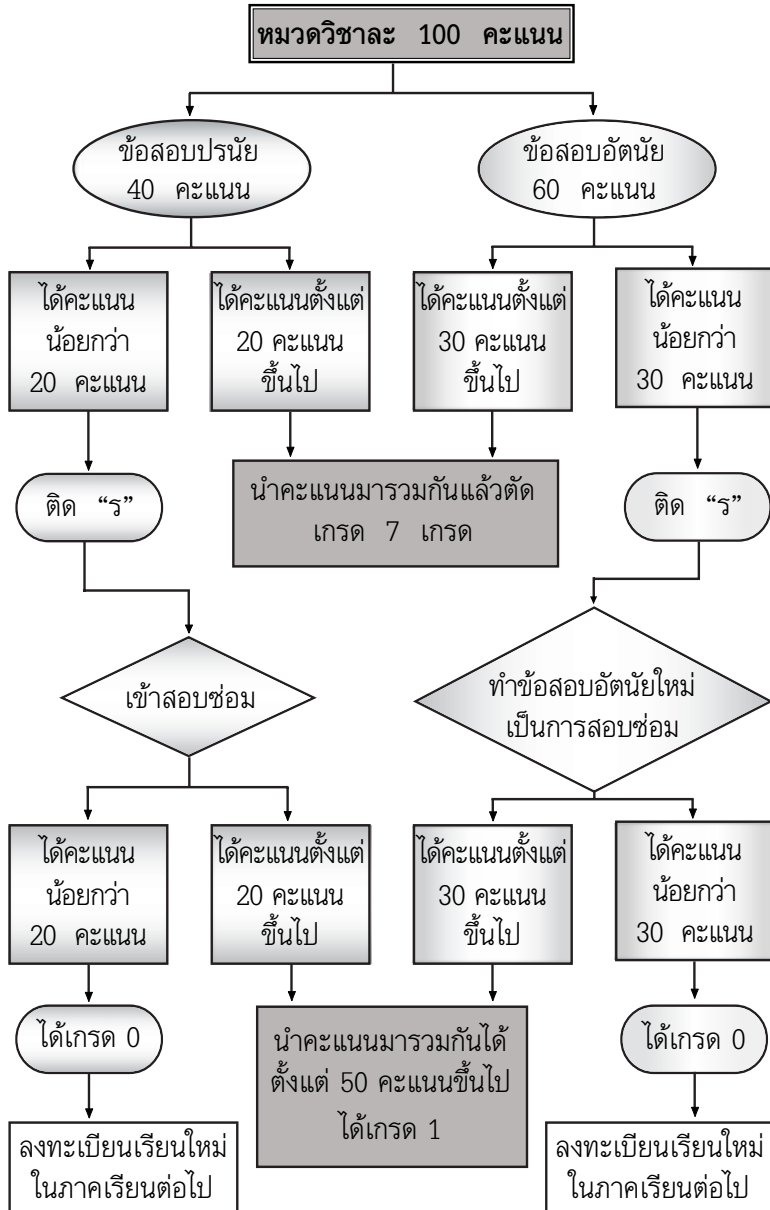 หมวดวิชาละ 100 คะแนน
ข้อสอบปรนัย
40 คะแนน
ข้อสอบอัตนัย
60 คะแนน
ได้คะแนน
น้อยกว่า
20 คะแนน
ได้คะแนนตั้งแต่
20 คะแนน
ขึ้นไป
ได้คะแนนตั้งแต่
30 คะแนน
ขึ้นไป
ได้คะแนน
น้อยกว่า
30 คะแนน
ติด “ร”
นำคะแนนมารวมกันแล้วตัด
เกรด 7 เกรด
ติด “ร”
เข้าสอบซ่อม
ทำข้อสอบอัตนัยใหม่
เป็นการสอบซ่อม
ได้คะแนน
น้อยกว่า
20 คะแนน
ได้คะแนนตั้งแต่
20 คะแนน
ขึ้นไป
ได้คะแนนตั้งแต่
30 คะแนน
ขึ้นไป
ได้คะแนน
น้อยกว่า
30 คะแนน
ได้เกรด 0
นำคะแนนมารวมกันได้
ตั้งแต่ 50 คะแนนขึ้นไป
ได้เกรด 1
ได้เกรด 0
ลงทะเบียนเรียนใหม่
ในภาคเรียนต่อไป
ลงทะเบียนเรียนใหม่
ในภาคเรียนต่อไป